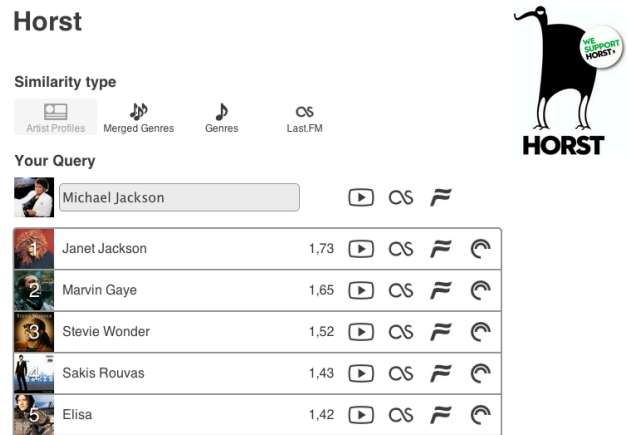 Horst
WE
SUPPORT
HORST
HORST
Similarity type
Artist Profiles
Merged Genres
Genres
Last.FM
Your Query
Michael Jackson
1 Janet Jackson 1,73
2 Marvin Gaye 1,65
STEVIE WONDER
3 Stevie Wonder 1,52
4 Sakis Rouvas 1,43
5 Elisa 1,42